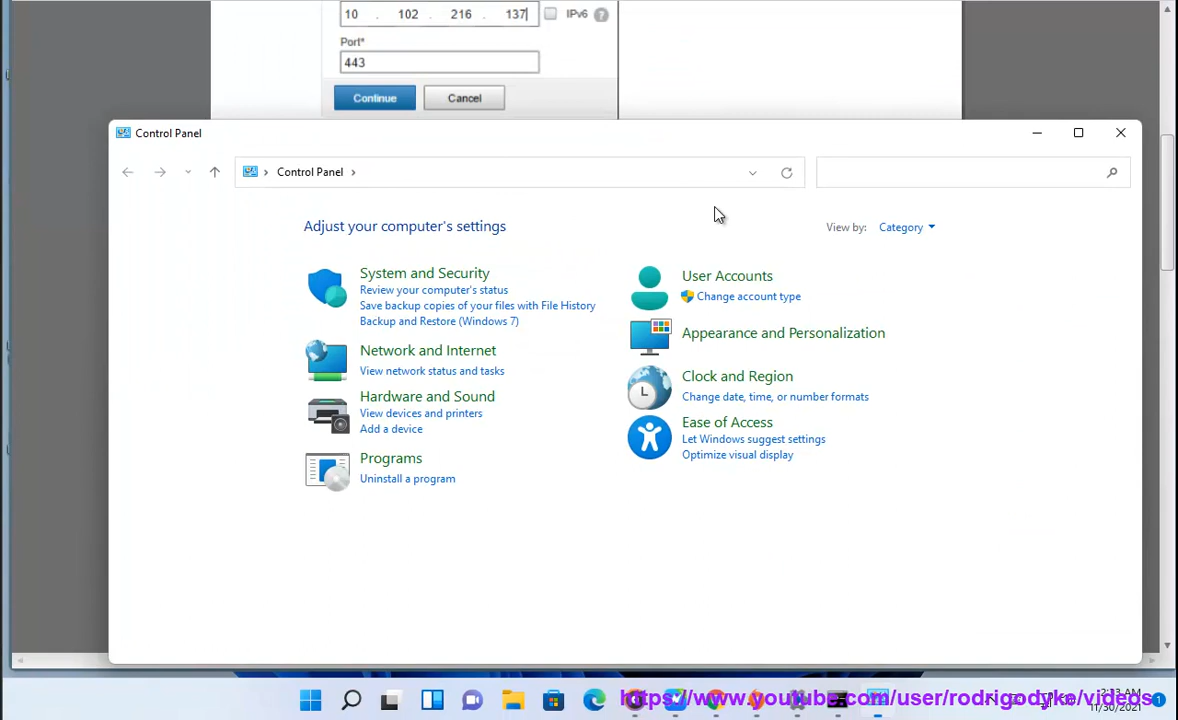 10 . 102 . 216 . 137
IPv6 ?
Port*
443
Continue
Cancel
Control Panel
Control Panel
Adjust your computer's settings
View by: Category
System and Security
Review your computer's status
Save backup copies of your files with File History
Backup and Restore (Windows 7)
Network and Internet
View network status and tasks
Hardware and Sound
View devices and printers
Add a device
Programs
Uninstall a program
User Accounts
Change account type
Appearance and Personalization
Clock and Region
Change date, time, or number formats
Ease of Access
Let Windows suggest settings
Optimize visual display
https://www.youtube.com/user/rodrigodyke/videos
11/30/2021
1